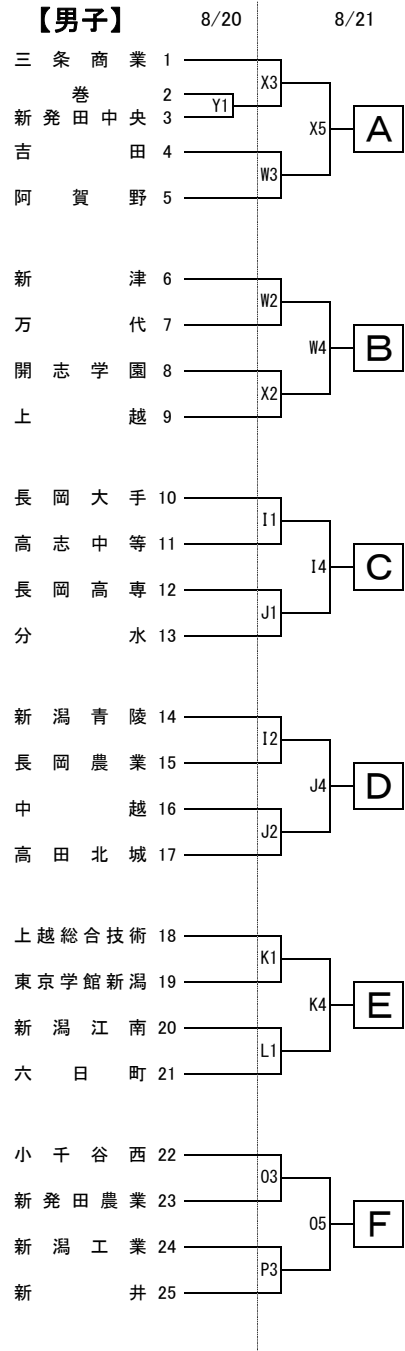 【男子】 8/20 8/21
三条商業 1
X3
巻 2
Y1
新発田中央 3
X5
A
吉田 4
W3
阿賀野 5
新津 6
W2
万代 7
W4
B
開志学園 8
X2
上越 9
長岡大手 10
I1
高志中等 11
I4
C
長岡高専 12
J1
分水 13
新潟青陵 14
I2
長岡農業 15
J4
D
中越 16
J2
高田北城 17
上越総合技術 18
K1
東京学館新潟 19
K4
E
新潟江南 20
L1
六日町 21
小千谷西 22
O3
新発田農業 23
O5
F
新潟工業 24
P3
新井 25